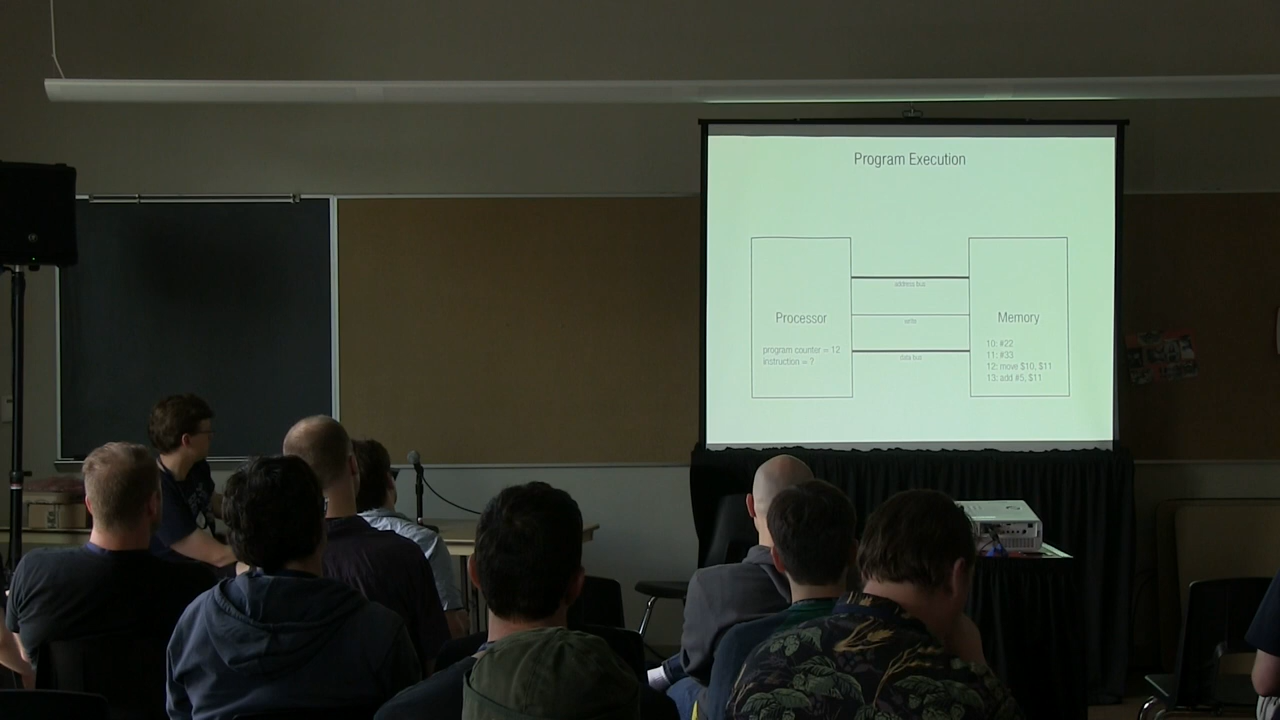 Program Execution
address bus
Processor
write
Memory
program counter = 12
instruction = ?
data bus
10: #22
11: #33
12: move $10, $11
13: add #5, $11